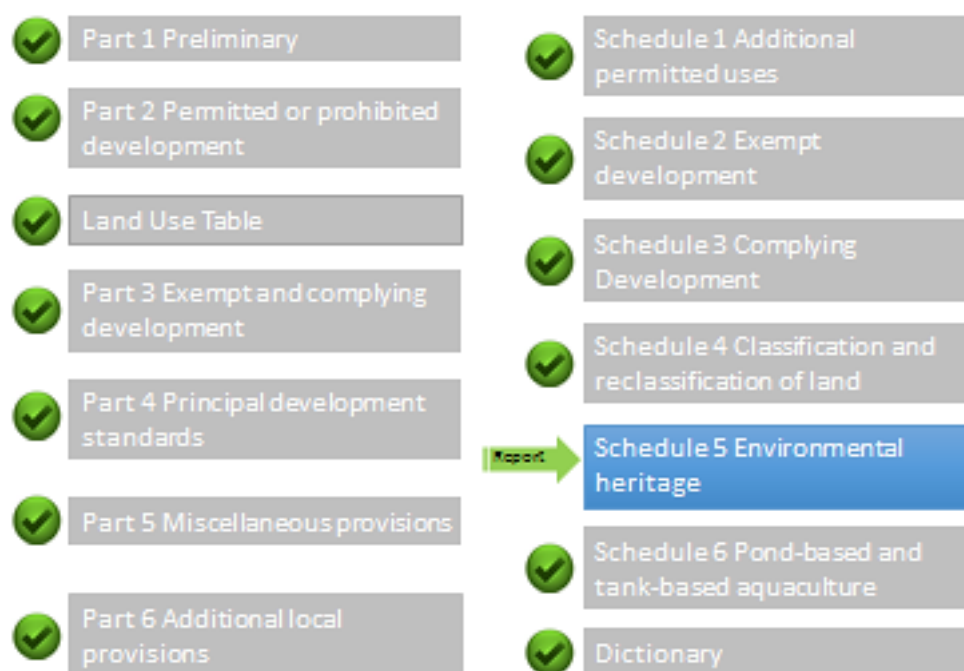 Part 1 Preliminary
Part 2 Permitted or prohibited
development
Land Use Table
Part 3 Exempt and complying
development
Part 4 Principal development
standards
Part 5 Miscellaneous provisions
Part 6 Additional local
provisions
Schedule 1 Additional
permitted uses
Schedule 2 Exempt
development
Schedule 3 Complying
Development
Schedule 4 Classification and
reclassification of land
Report
Schedule 5 Environmental
heritage
Schedule 6 Pond-based and
tank-based aquaculture
Dictionary